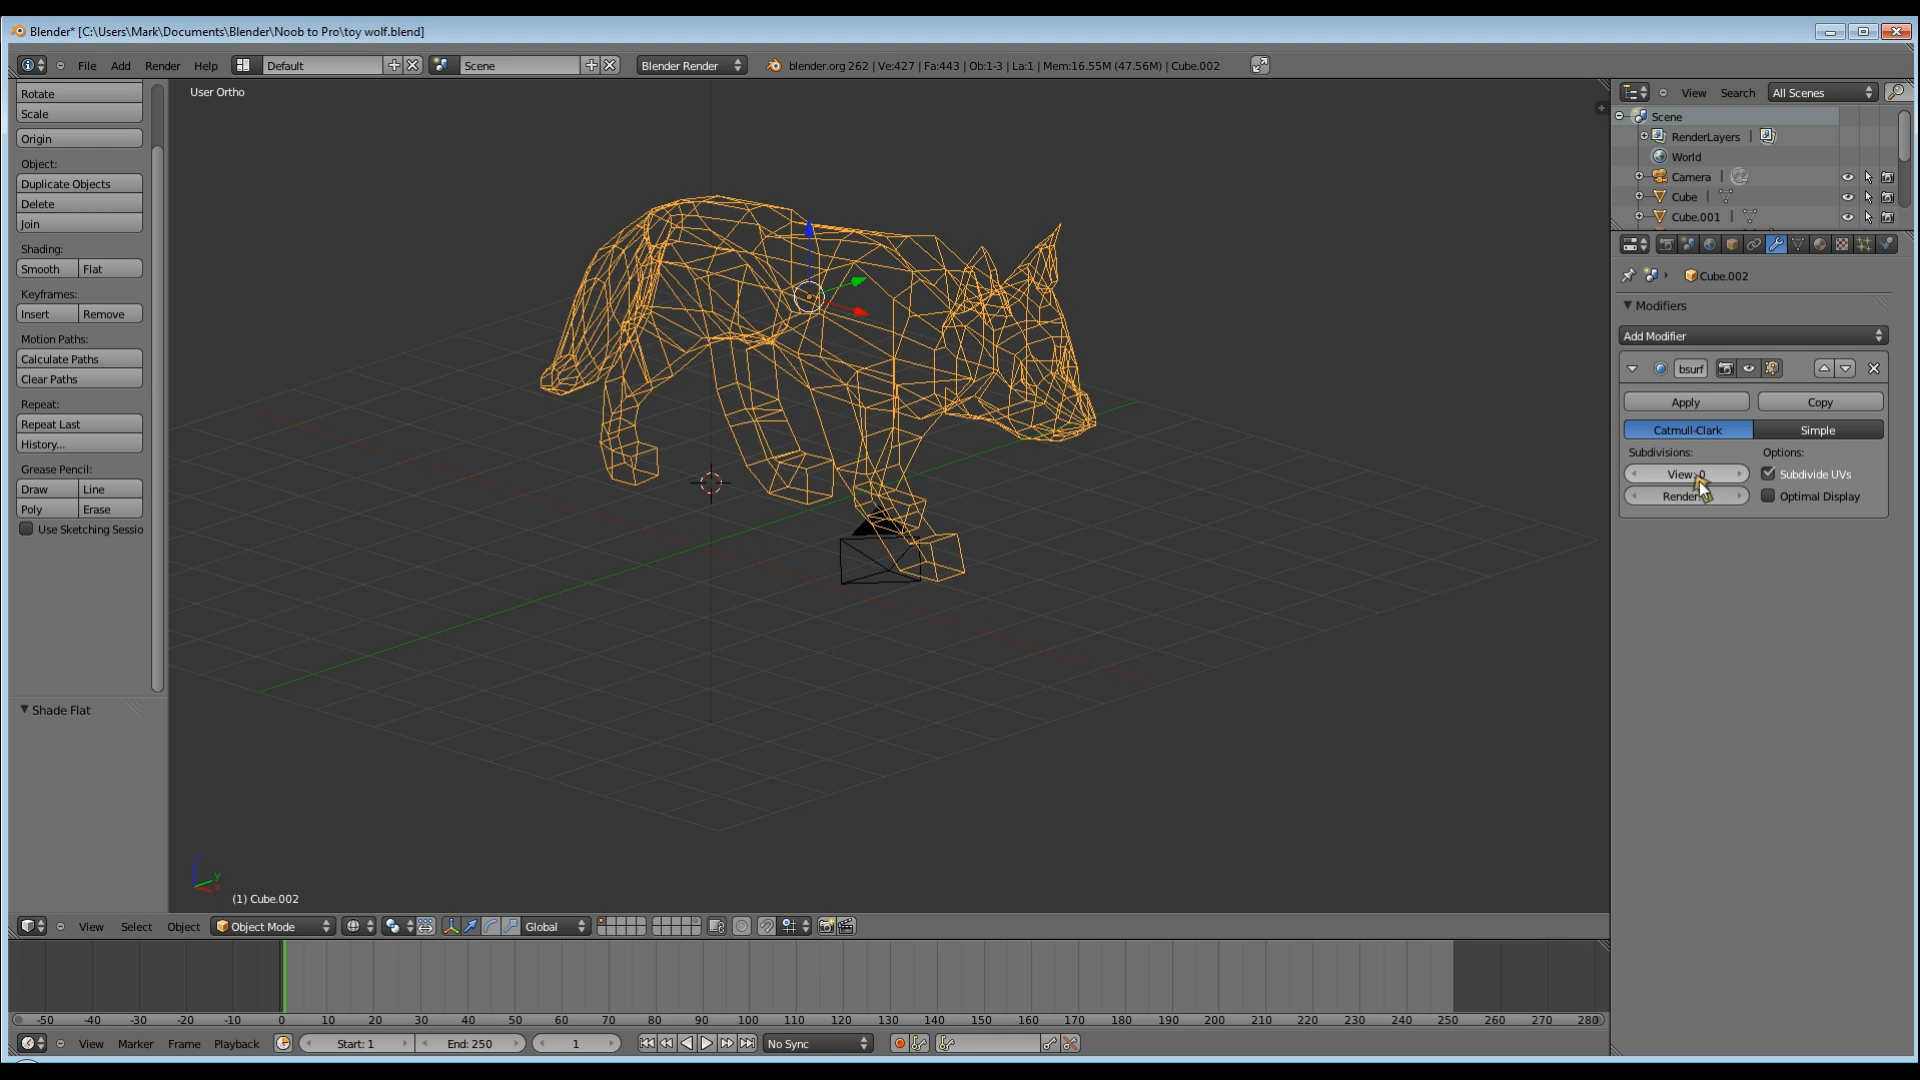 Blender* [C:\Users\Mark\Documents\Blender\Noob to Pro\toy wolf.blend]
File Add Render Help Default Scene Blender Render blender.org 262 | Ve:427 | Fa:443 | Ob:1-3 | La:1 | Mem:16.55M (47.56M) | Cube.002
View Search All Scenes
User Ortho
Rotate
Scale
Origin
Object:
Duplicate Objects
Delete
Join
Shading:
Smooth Flat
Keyframes:
Insert Remove
Motion Paths:
Calculate Paths
Clear Paths
Repeat:
Repeat Last
History...
Grease Pencil:
Draw Line
Poly Erase
Use Sketching Sessio
Shade Flat
Scene
RenderLayers
World
Camera
Cube
Cube.001
Cube.002
Modifiers
Add Modifier
bsurf
Apply Copy
Catmull-Clark Simple
Subdivisions: Options:
View: 0 Subdivide UVs
Render: Optimal Display
z
y
x
(1) Cube.002
View Select Object Object Mode Global
-50 -40 -30 -20 -10 0 10 20 30 40 50 60 70 80 90 100 110 120 130 140 150 160 170 180 190 200 210 220 230 240 250 260 270 280
View Marker Frame Playback Start: 1 End: 250 1 No Sync